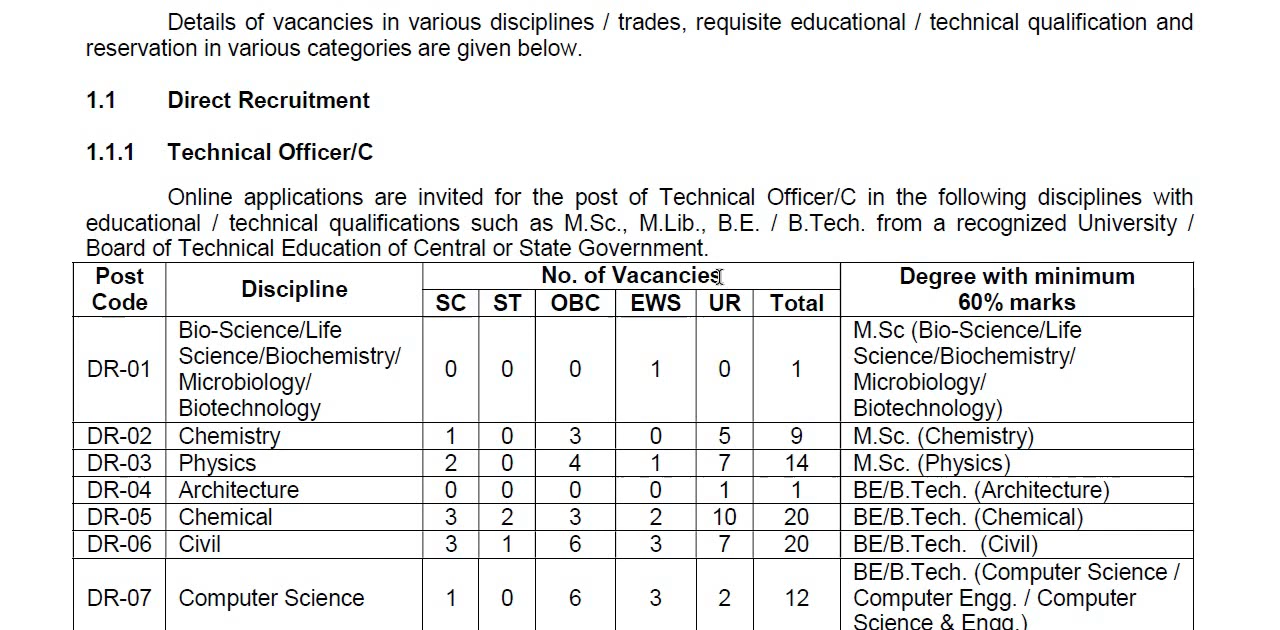 Details of vacancies in various disciplines / trades, requisite educational / technical qualification and
reservation in various categories are given below.
1.1 Direct Recruitment
1.1.1 Technical Officer/C
Online applications are invited for the post of Technical Officer/C in the following disciplines with
educational / technical qualifications such as M.Sc., M.Lib., B.E. / B.Tech. from a recognized University /
Board of Technical Education of Central or State Government.
Post Code Discipline No. of Vacancies Degree with minimum 60% marks
SC ST OBC EWS UR Total
DR-01 Bio-Science/Life Science/Biochemistry/ Microbiology/ Biotechnology 0 0 0 1 0 1 M.Sc (Bio-Science/Life Science/Biochemistry/ Microbiology/ Biotechnology)
DR-02 Chemistry 1 0 3 0 5 9 M.Sc. (Chemistry)
DR-03 Physics 2 0 4 1 7 14 M.Sc. (Physics)
DR-04 Architecture 0 0 0 0 1 1 BE/B.Tech. (Architecture)
DR-05 Chemical 3 2 3 2 10 20 BE/B.Tech. (Chemical)
DR-06 Civil 3 1 6 3 7 20 BE/B.Tech. (Civil)
DR-07 Computer Science 1 0 6 3 2 12 BE/B.Tech. (Computer Science / Computer Engg. / Computer Science & Engg.)